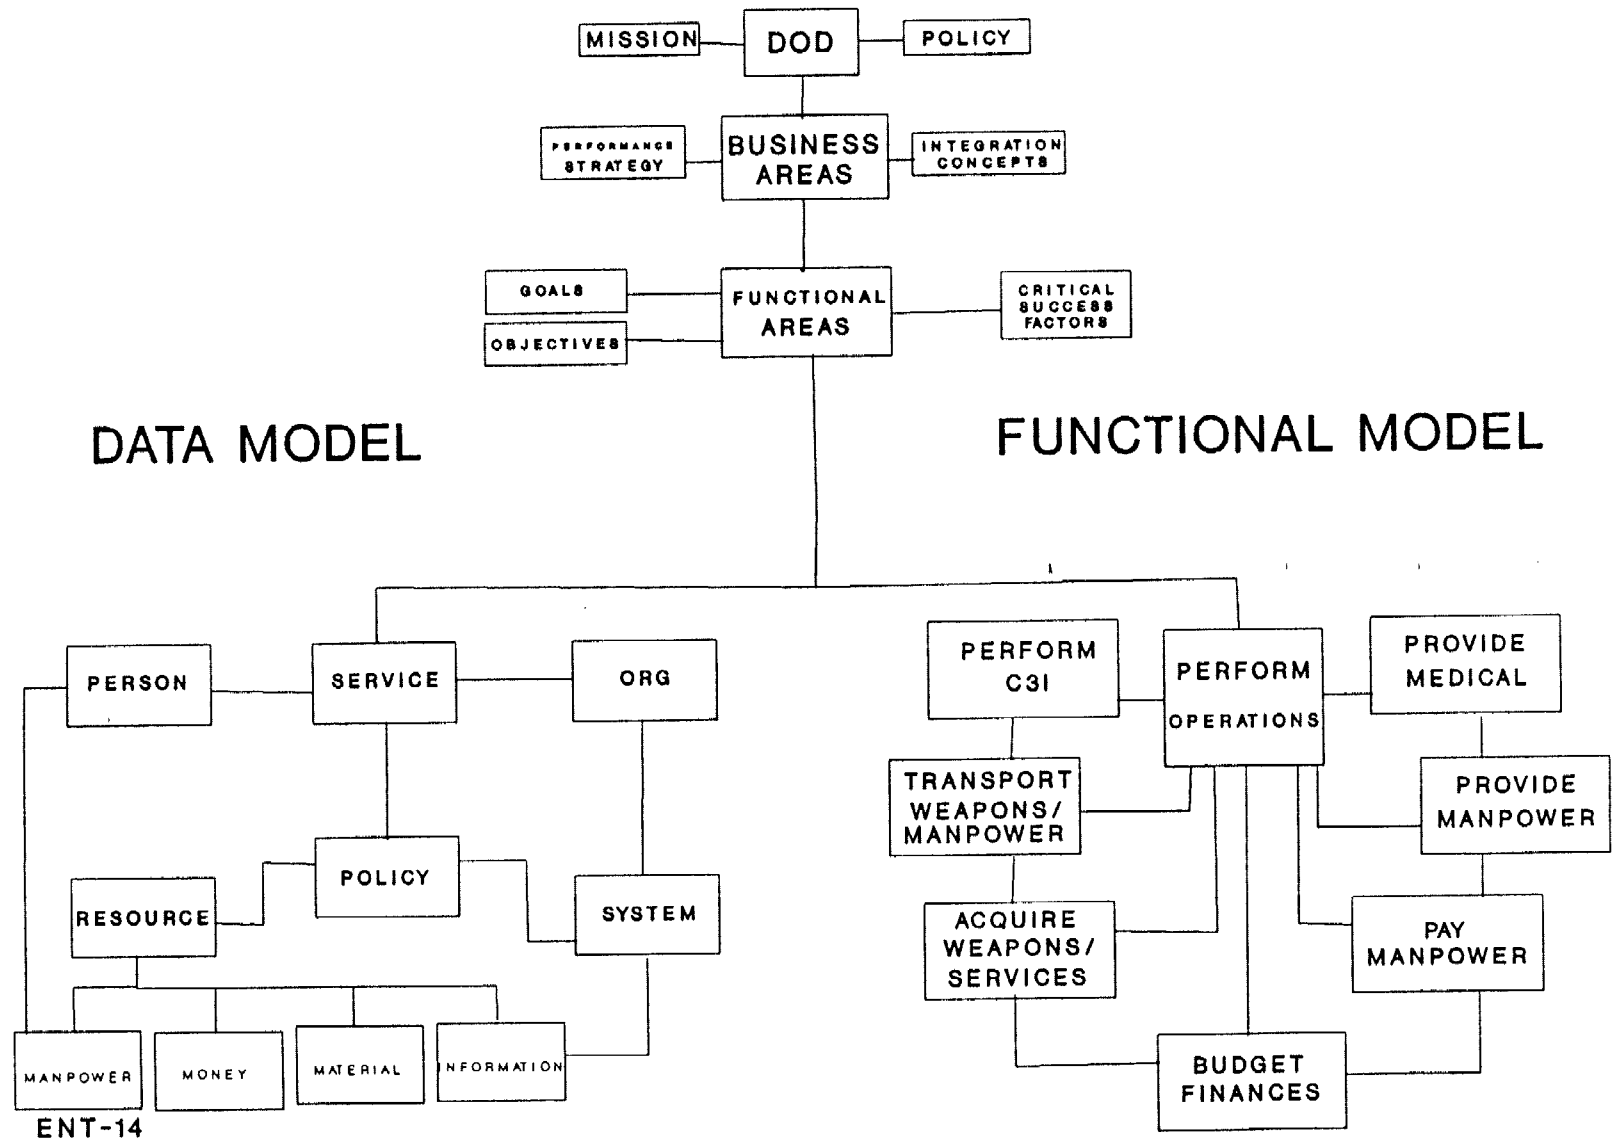 MISSION
DOD
POLICY
PERFORMANCE
STRATEGY
BUSINESS
AREAS
INTEGRATION
CONCEPTS
GOALS
OBJECTIVES
FUNCTIONAL
AREAS
CRITICAL
SUCCESS
FACTORS
DATA MODEL
FUNCTIONAL MODEL
PERSON
SERVICE
ORG
POLICY
RESOURCE
SYSTEM
MANPOWER
MONEY
MATERIAL
INFORMATION
PERFORM
C3I
PERFORM
OPERATIONS
PROVIDE
MEDICAL
TRANSPORT
WEAPONS/
MANPOWER
PROVIDE
MANPOWER
ACQUIRE
WEAPONS/
SERVICES
PAY
MANPOWER
BUDGET
FINANCES
ENT-14